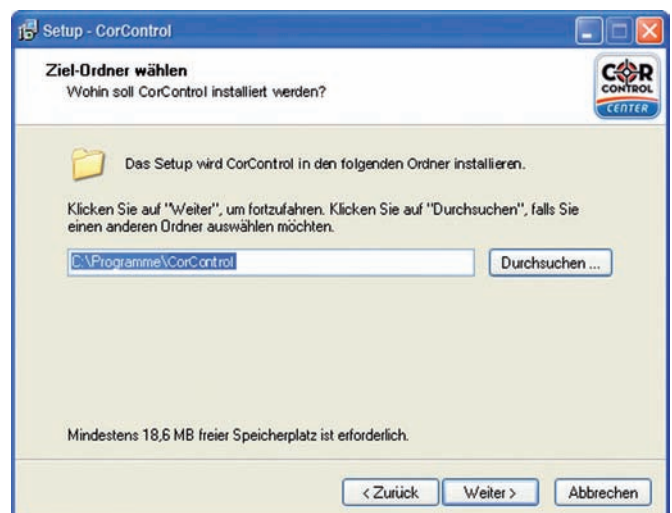 Setup - CorControl
Ziel-Ordner wählen
Wohin soll CorControl installiert werden?
COR
CONTROL
CENTER
Das Setup wird CorControl in den folgenden Ordner installieren.
Klicken Sie auf "Weiter", um fortzufahren. Klicken Sie auf "Durchsuchen", falls Sie
einen anderen Ordner auswählen möchten.
C:\Programme\CorControl
Durchsuchen ...
Mindestens 18,6 MB freier Speicherplatz ist erforderlich.
< Zurück
Weiter >
Abbrechen